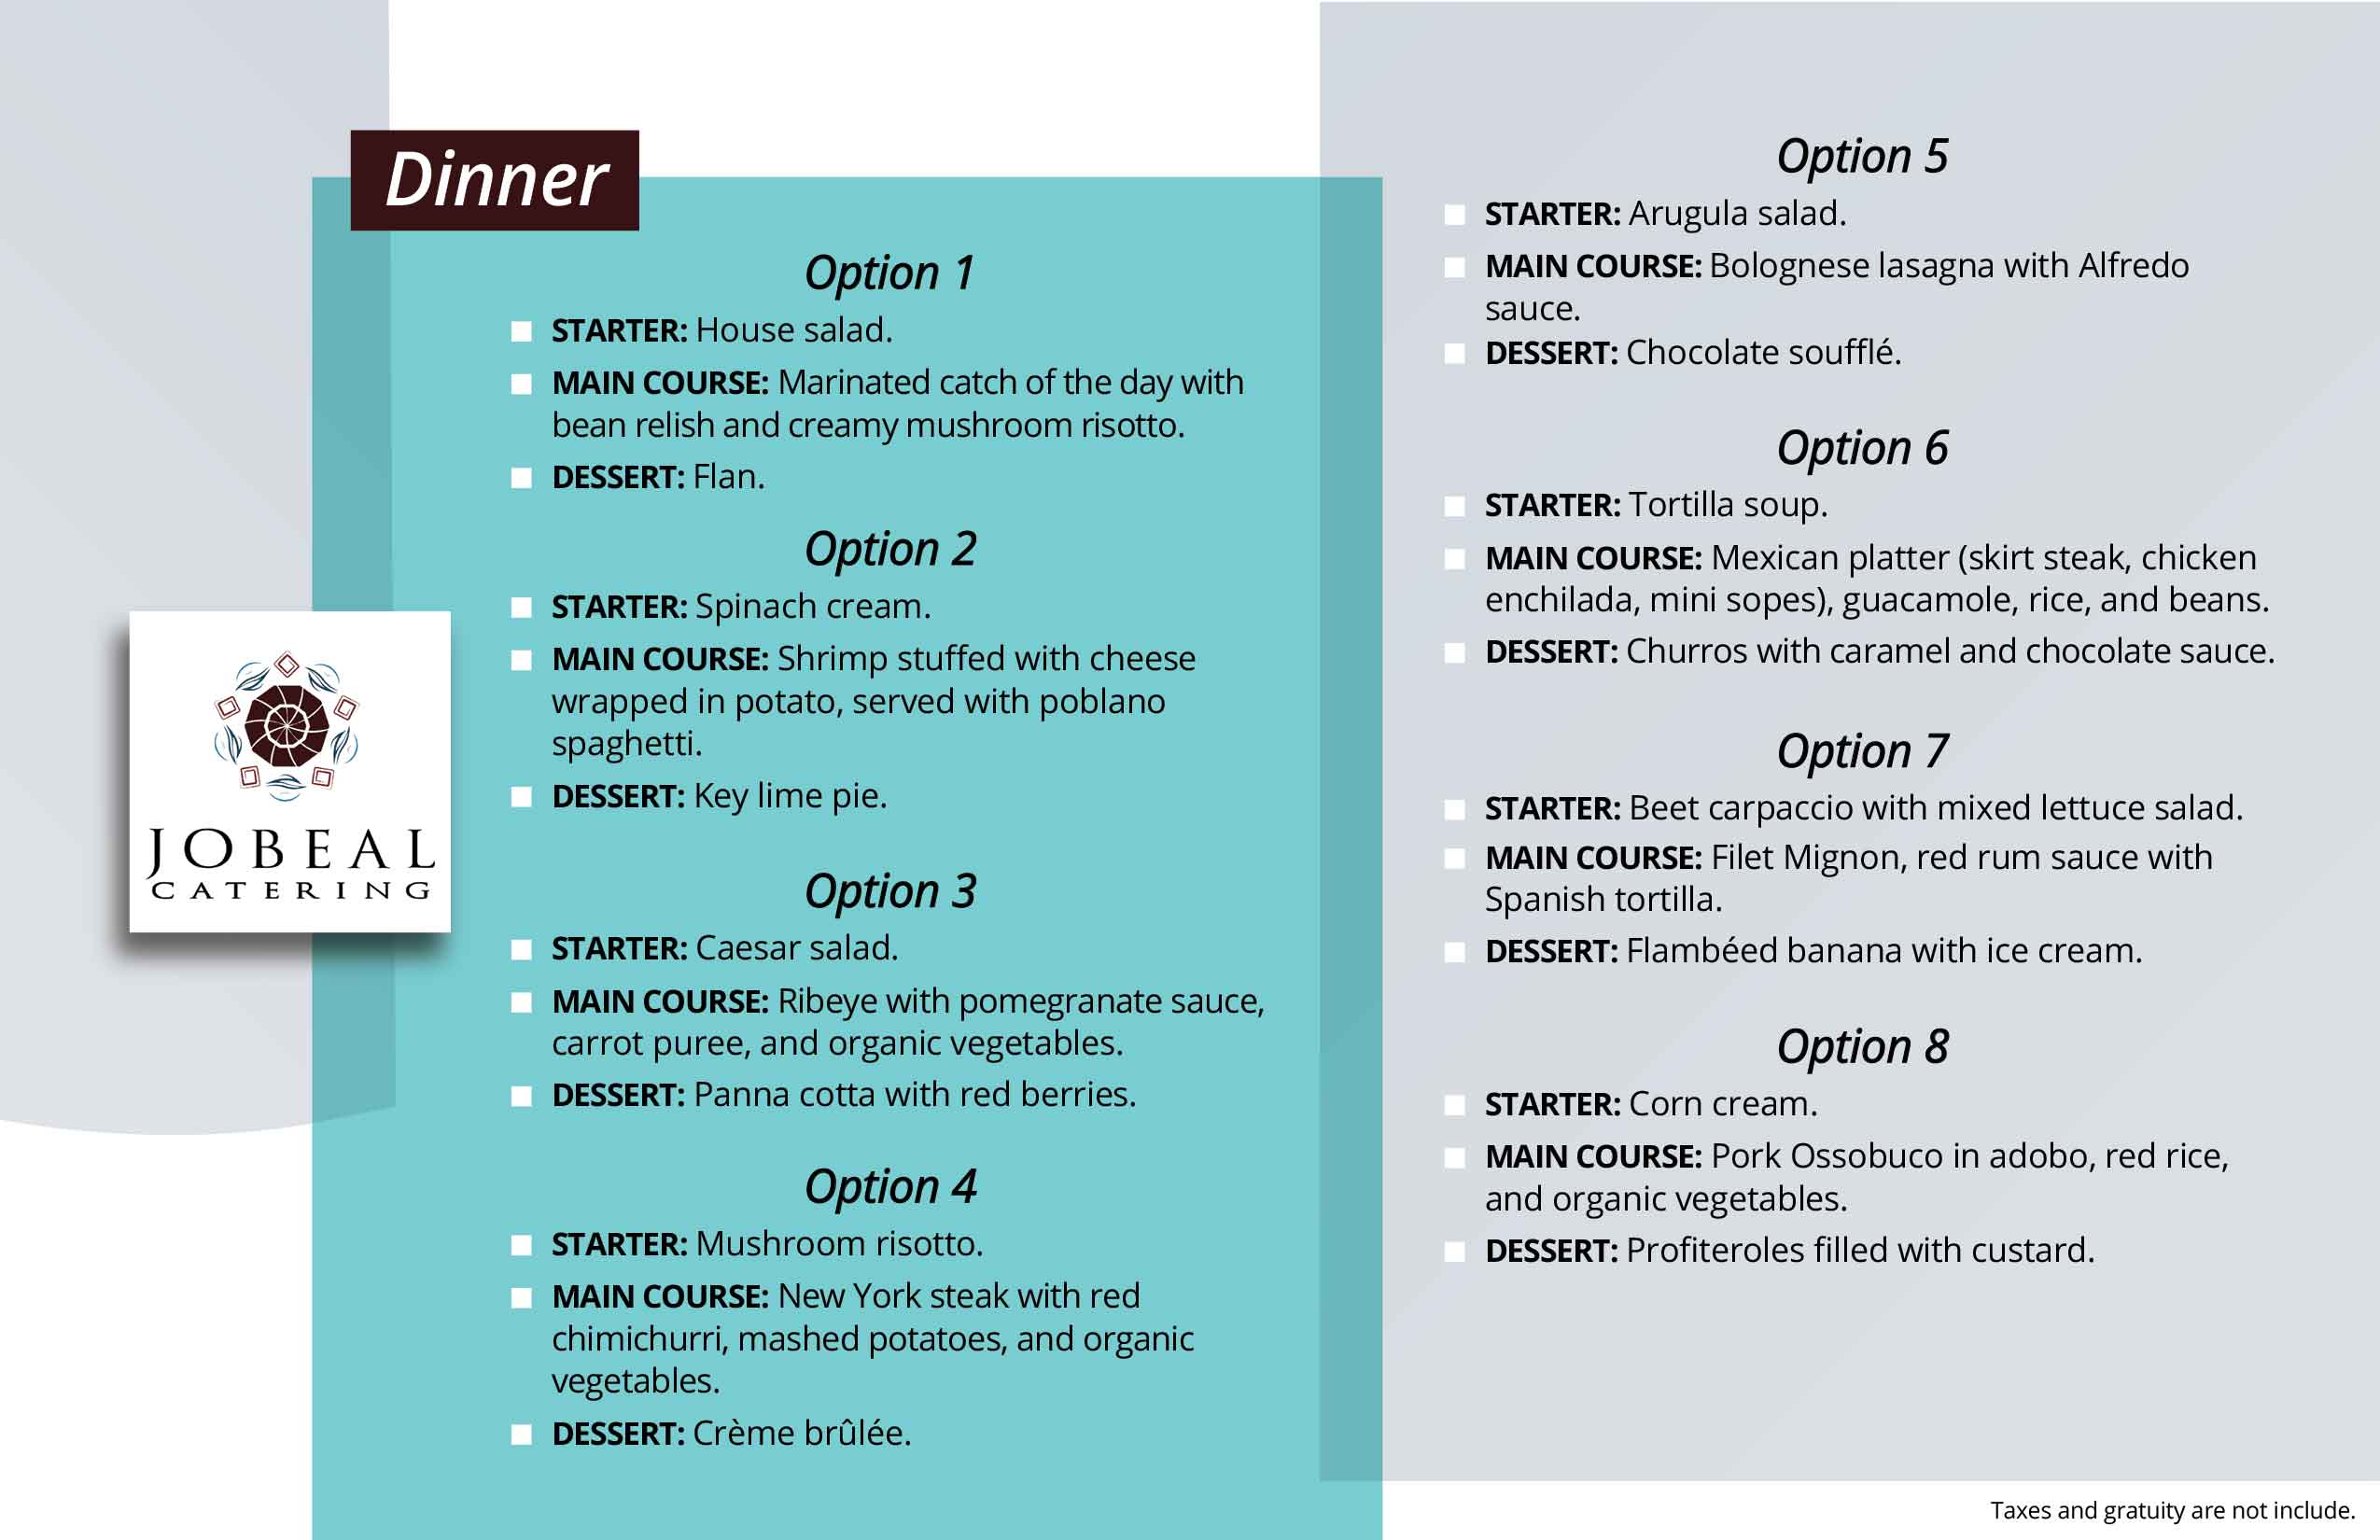 Dinner
Option 1
STARTER: House salad.
MAIN COURSE: Marinated catch of the day with
bean relish and creamy mushroom risotto.
DESSERT: Flan.
Option 2
STARTER: Spinach cream.
MAIN COURSE: Shrimp stuffed with cheese
wrapped in potato, served with poblano
spaghetti.
DESSERT: Key lime pie.
Option 3
STARTER: Caesar salad.
MAIN COURSE: Ribeye with pomegranate sauce,
carrot puree, and organic vegetables.
DESSERT: Panna cotta with red berries.
Option 4
STARTER: Mushroom risotto.
MAIN COURSE: New York steak with red
chimichurri, mashed potatoes, and organic
vegetables.
DESSERT: Crème brûlée.
JOBEAL
CATERING
Option 5
STARTER: Arugula salad.
MAIN COURSE: Bolognese lasagna with Alfredo
sauce.
DESSERT: Chocolate soufflé.
Option 6
STARTER: Tortilla soup.
MAIN COURSE: Mexican platter (skirt steak, chicken
enchilada, mini sopes), guacamole, rice, and beans.
DESSERT: Churros with caramel and chocolate sauce.
Option 7
STARTER: Beet carpaccio with mixed lettuce salad.
MAIN COURSE: Filet Mignon, red rum sauce with
Spanish tortilla.
DESSERT: Flambéed banana with ice cream.
Option 8
STARTER: Corn cream.
MAIN COURSE: Pork Ossobuco in adobo, red rice,
and organic vegetables.
DESSERT: Profiteroles filled with custard.
Taxes and gratuity are not include.